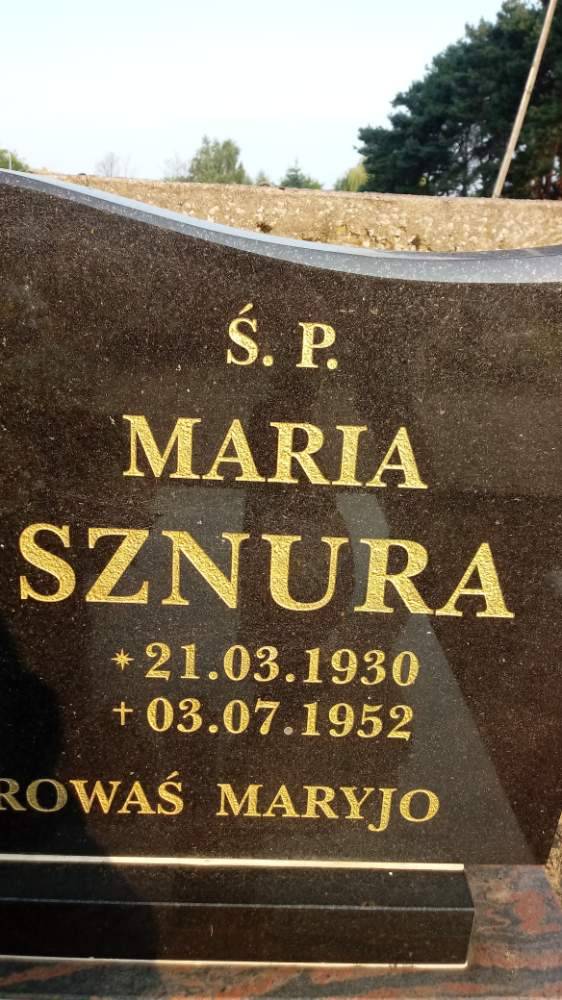 Ś. P.
MARIA
SZNURA
* 21.03.1930
† 03.07.1952
ROWAŚ MARYJO